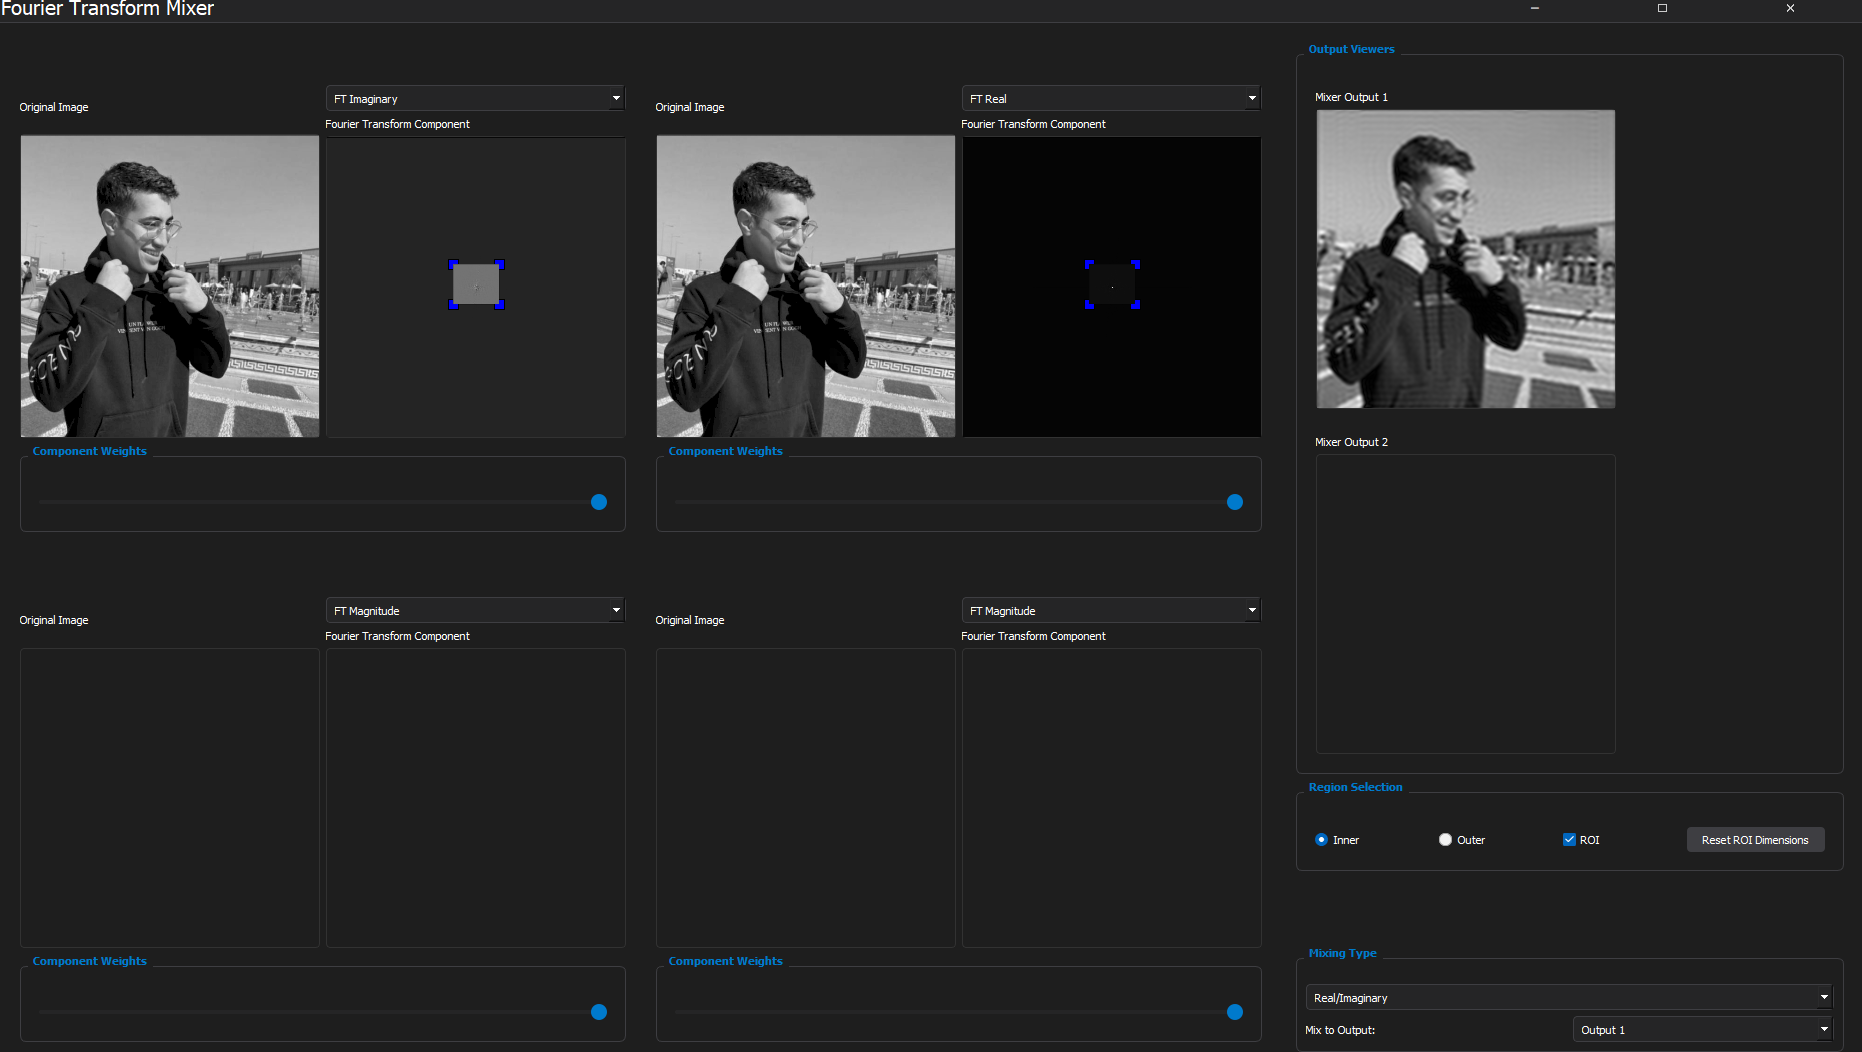 Fourier Transform Mixer
Original Image
FT Imaginary
Fourier Transform Component
Original Image
FT Real
Fourier Transform Component
Component Weights
Component Weights
Original Image
FT Magnitude
Fourier Transform Component
Original Image
FT Magnitude
Fourier Transform Component
Component Weights
Component Weights
Output Viewers
Mixer Output 1
Mixer Output 2
Region Selection
Inner
Outer
ROI
Reset ROI Dimensions
Mixing Type
Real/Imaginary
Mix to Output:
Output 1